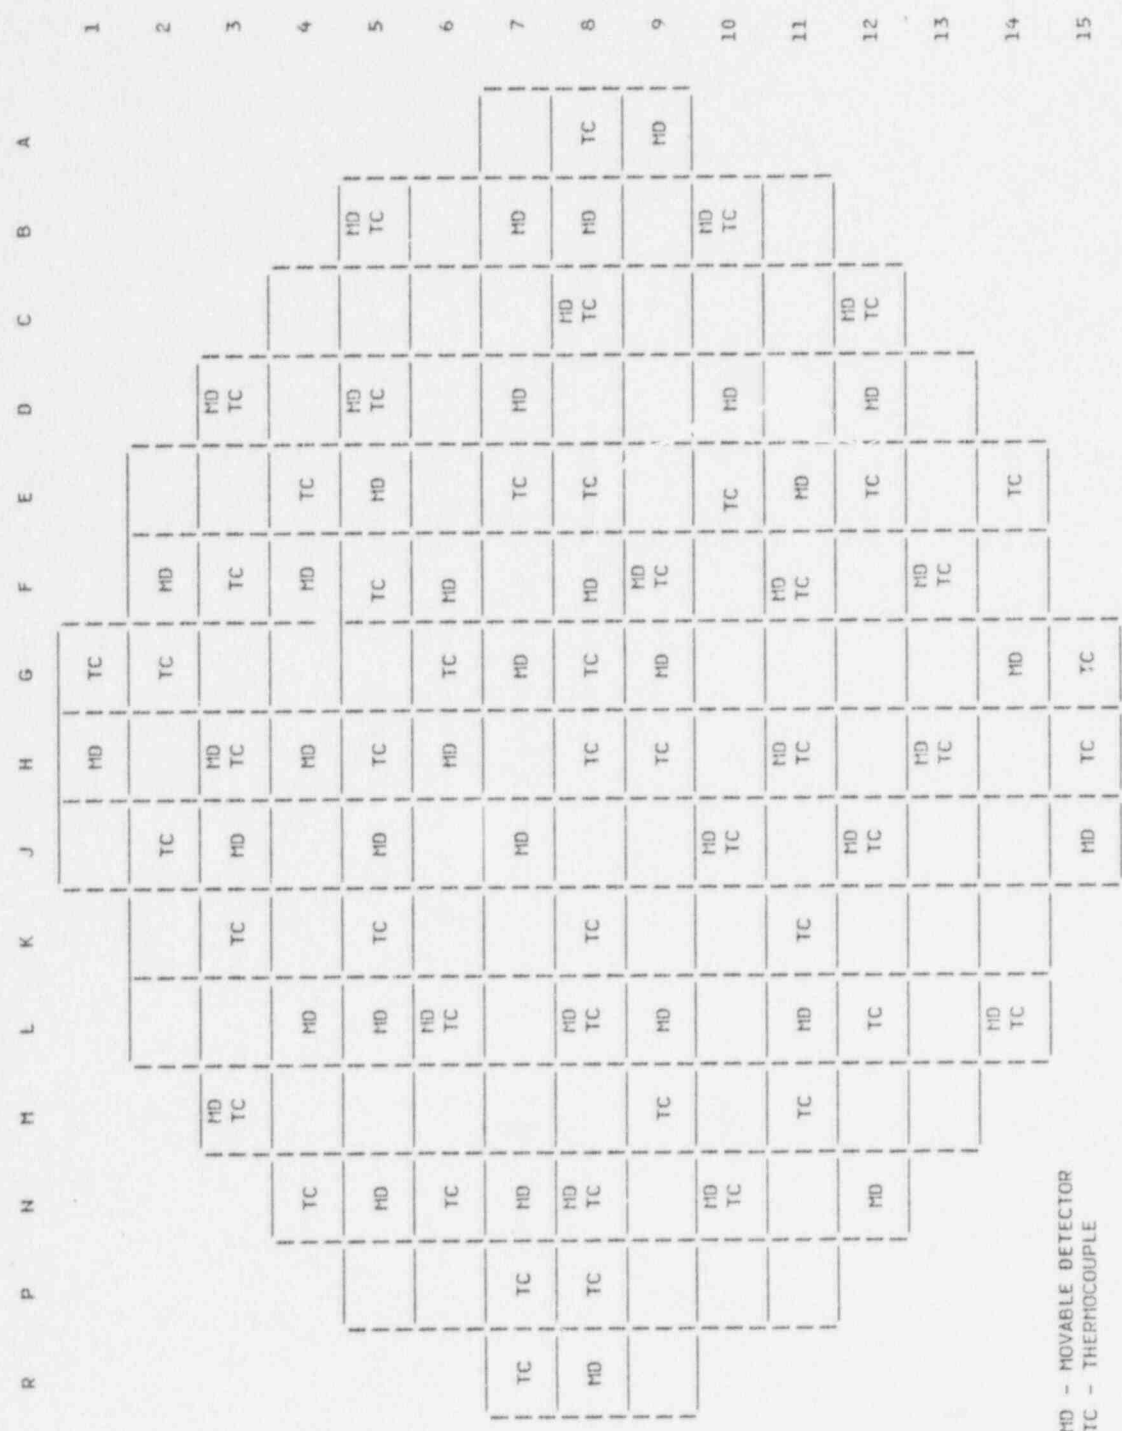 R P N M L K J H G F E D C B A
MD TC 1
TC TC MD 2
MD MD MD
TC TC MD TC TC TC 3
TC MD MD MD TC 4
MD MD
MD MD TC MD TC TC MD TC TC 5
MD
TC TC MD TC MD 6
TC TC MD MD MD TC MD MD 7
MD MD MD
MD TC TC TC TC TC TC MD TC TC MD TC 8
MD
TC MD TC MD TC MD 9
MD MD MD
TC TC TC MD TC 10
MD MD
TC MD TC TC TC MD 11
MD MD
MD TC TC TC MD TC 12
MD MD
TC TC 13
MD
TC MD TC 14
MD TC TC 15
MD - MOVABLE DETECTOR
TC - THERMOCOUPLE